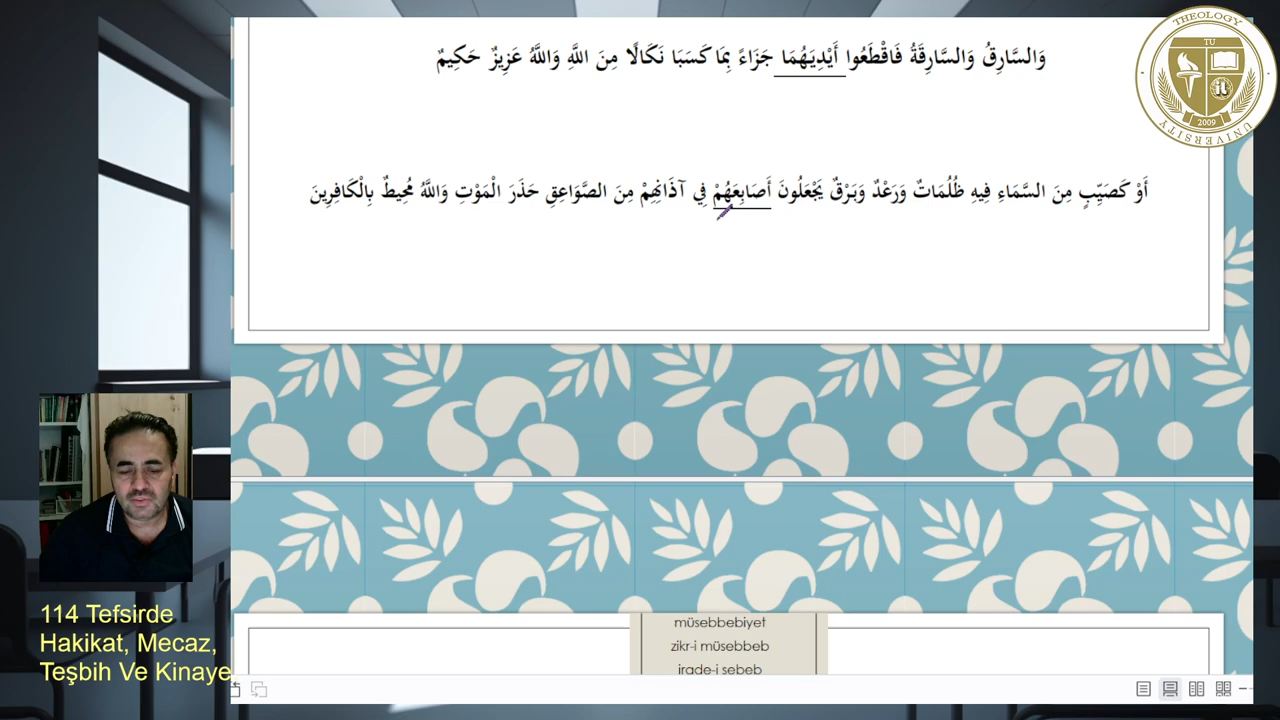 وَالسَّارِقُ وَالسَّارِقَةُ فَاقْطَعُوا أَيْدِيَهُمَا جَزَاءً بِمَا كَسَبَا نَكَالًا مِنَ اللَّهِ وَاللَّهُ عَزِيزٌ حَكِيمٌ
أَوْ كَصَيِّبٍ مِنَ السَّمَاءِ فِيهِ ظُلُمَاتٌ وَرَعْدٌ وَبَرْقٌ يَجْعَلُونَ أَصَابِعَهُمْ فِي آذَانِهِمْ مِنَ الصَّوَاعِقِ حَذَرَ الْمَوْتِ وَاللَّهُ مُحِيطٌ بِالْكَافِرِينَ
THEOLOGY
TU
2009
UNIVERSITY
müsebbebiyet
zikr-i müsebbeb
irade-i sebeb
114 Tefsirde
Hakikat, Mecaz,
Teşbih Ve Kinaye